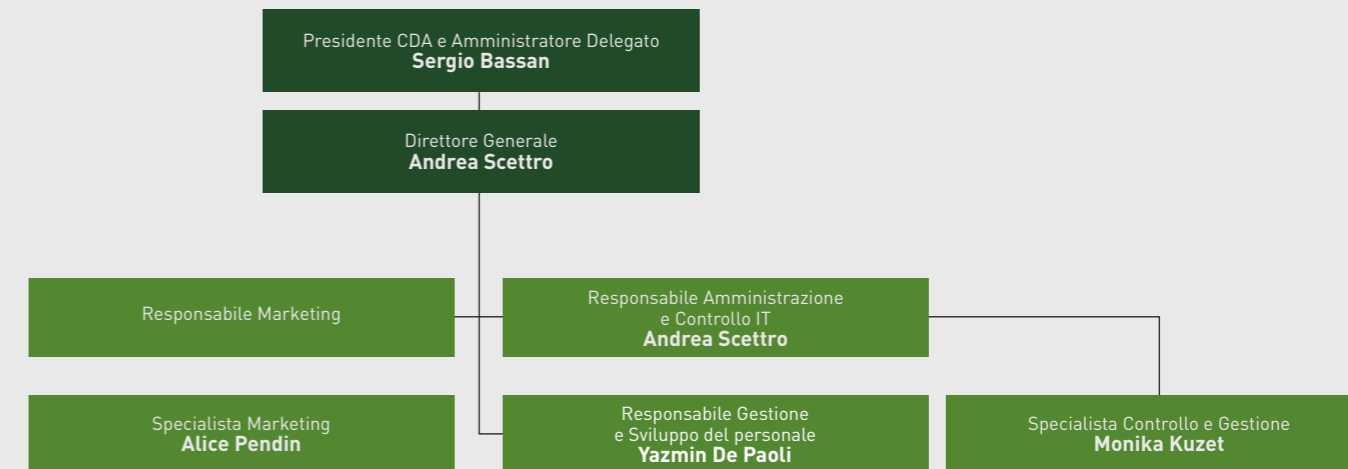 Presidente CDA e Amministratore Delegato
Sergio Bassan
Direttore Generale
Andrea Scettro
Responsabile Marketing
Responsabile Amministrazione
e Controllo IT
Andrea Scettro
Specialista Marketing
Alice Pendin
Responsabile Gestione
e Sviluppo del personale
Yazmin De Paoli
Specialista Controllo e Gestione
Monika Kuzet